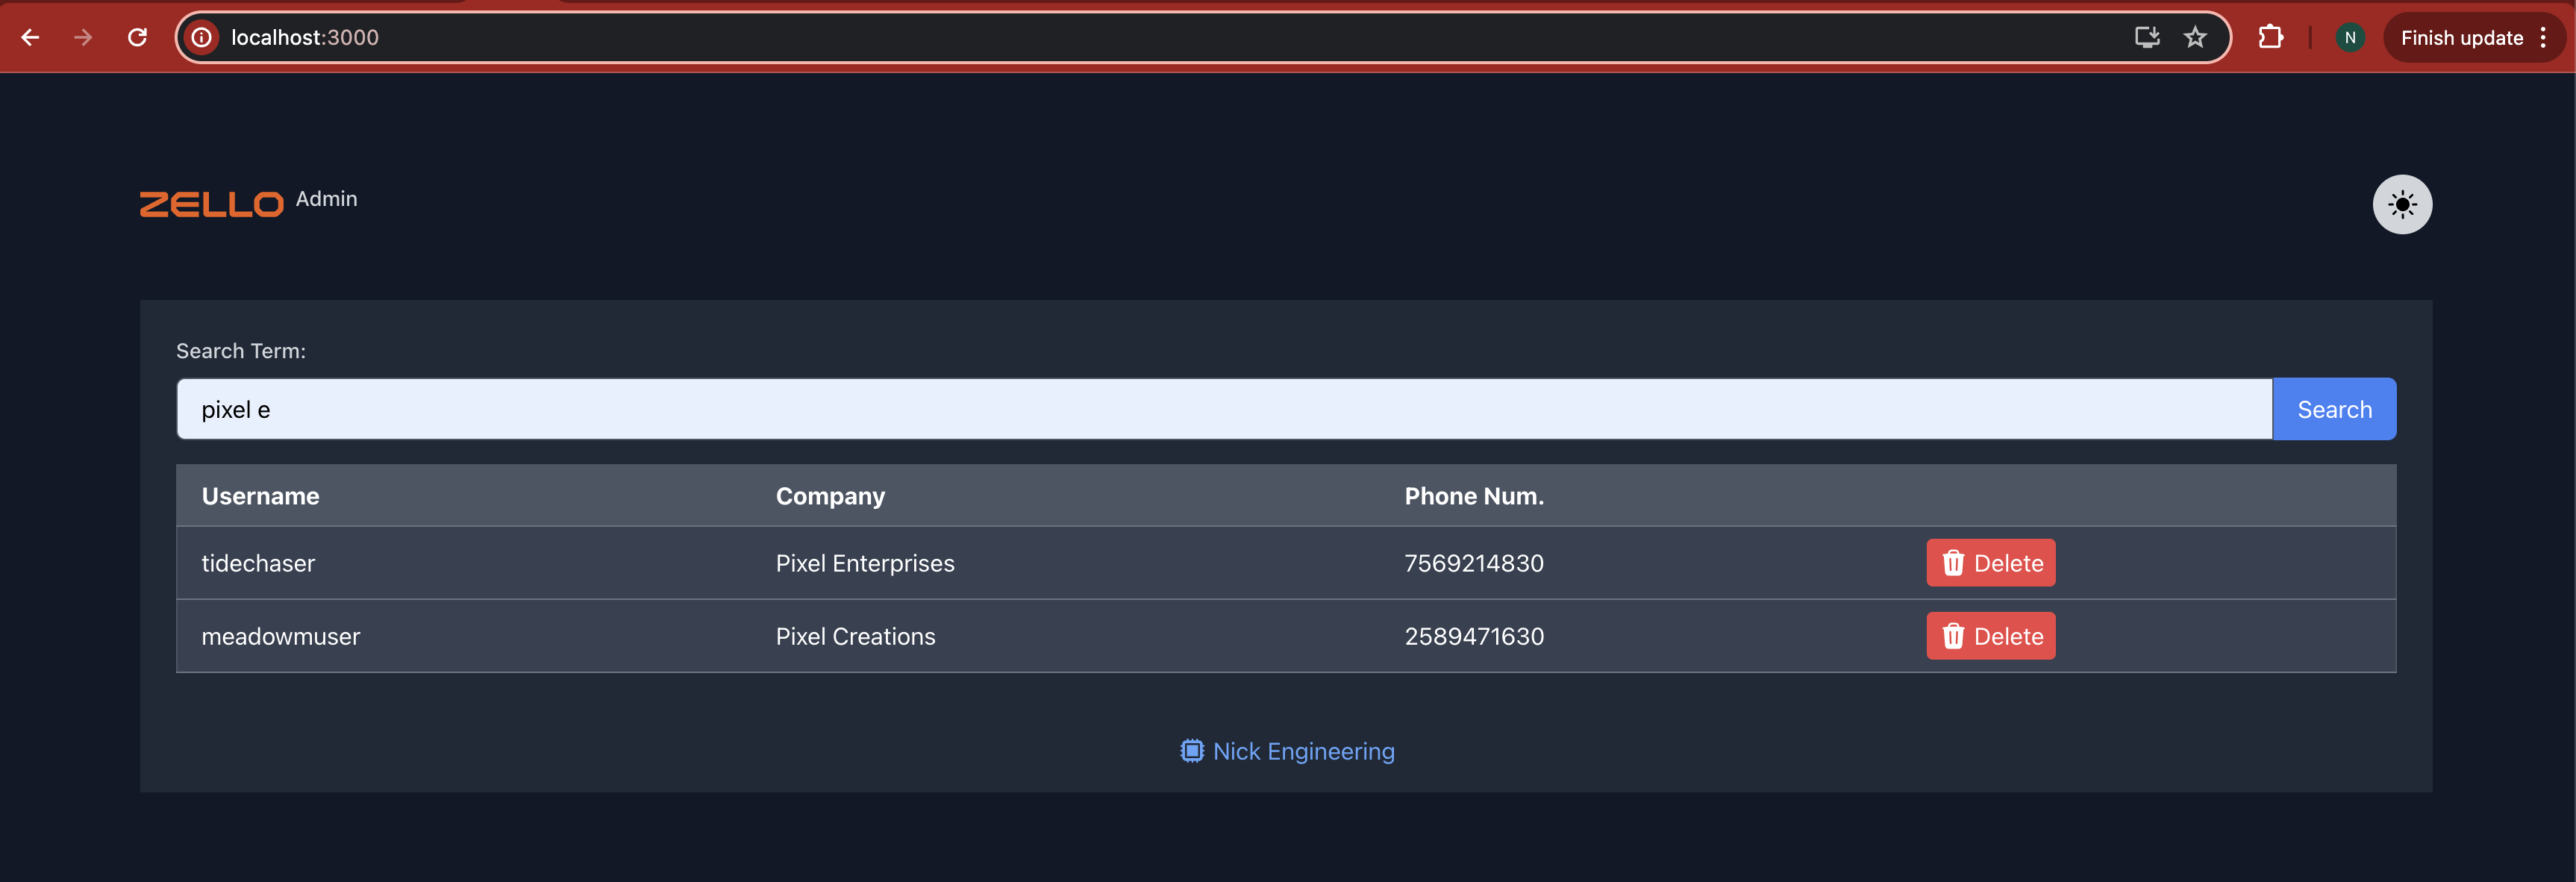 localhost:3000
N
Finish update
ZELLO Admin
Search Term:
pixel e
Search
Username Company Phone Num.
tidechaser Pixel Enterprises 7569214830 Delete
meadowmuser Pixel Creations 2589471630 Delete
Nick Engineering